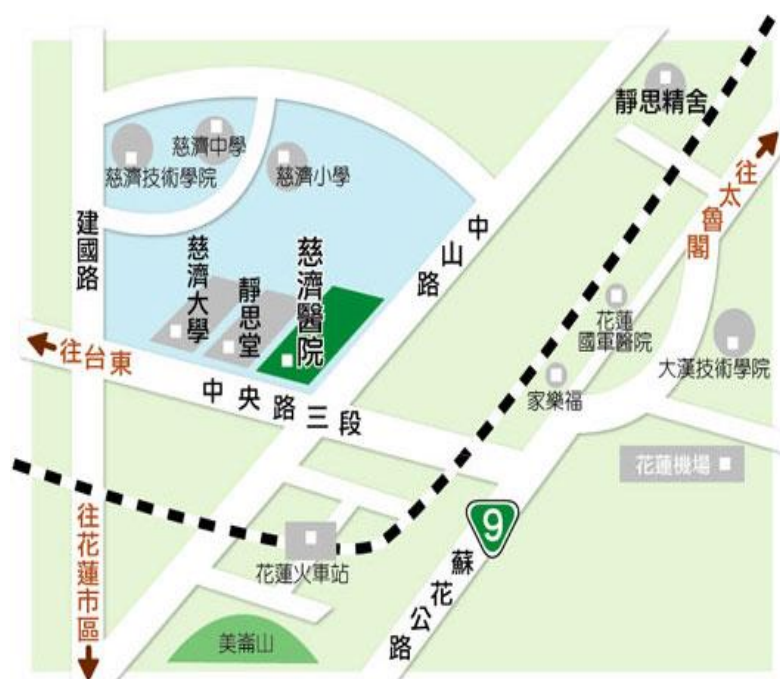 靜思精舍
慈濟中學
慈濟技術學院
慈濟小學
往太魯閣
建國路
中山路
慈濟大學
靜思堂
慈濟醫院
花蓮
國軍醫院
大漢技術學院
往台東
家樂福
中央路三段
花蓮機場
9
往花蓮市區
花蓮火車站
蘇花公路
美崙山